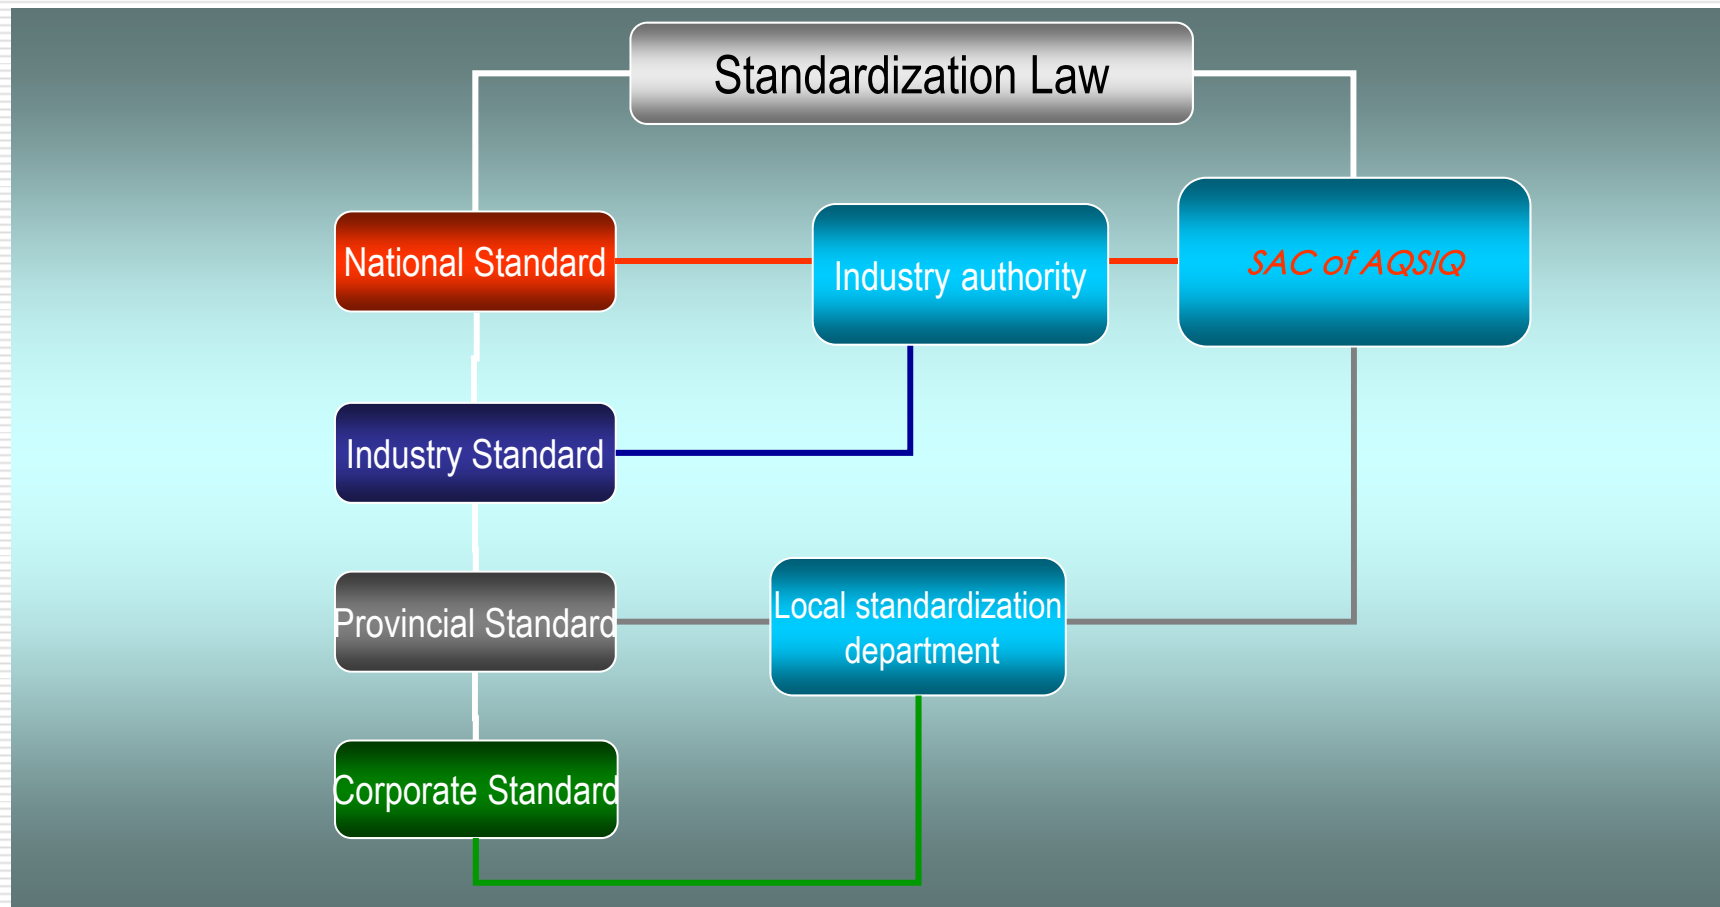 Standardization Law
National Standard
Industry authority
SAC of AQSIQ
Industry Standard
Provincial Standard
Local standardization
department
Corporate Standard